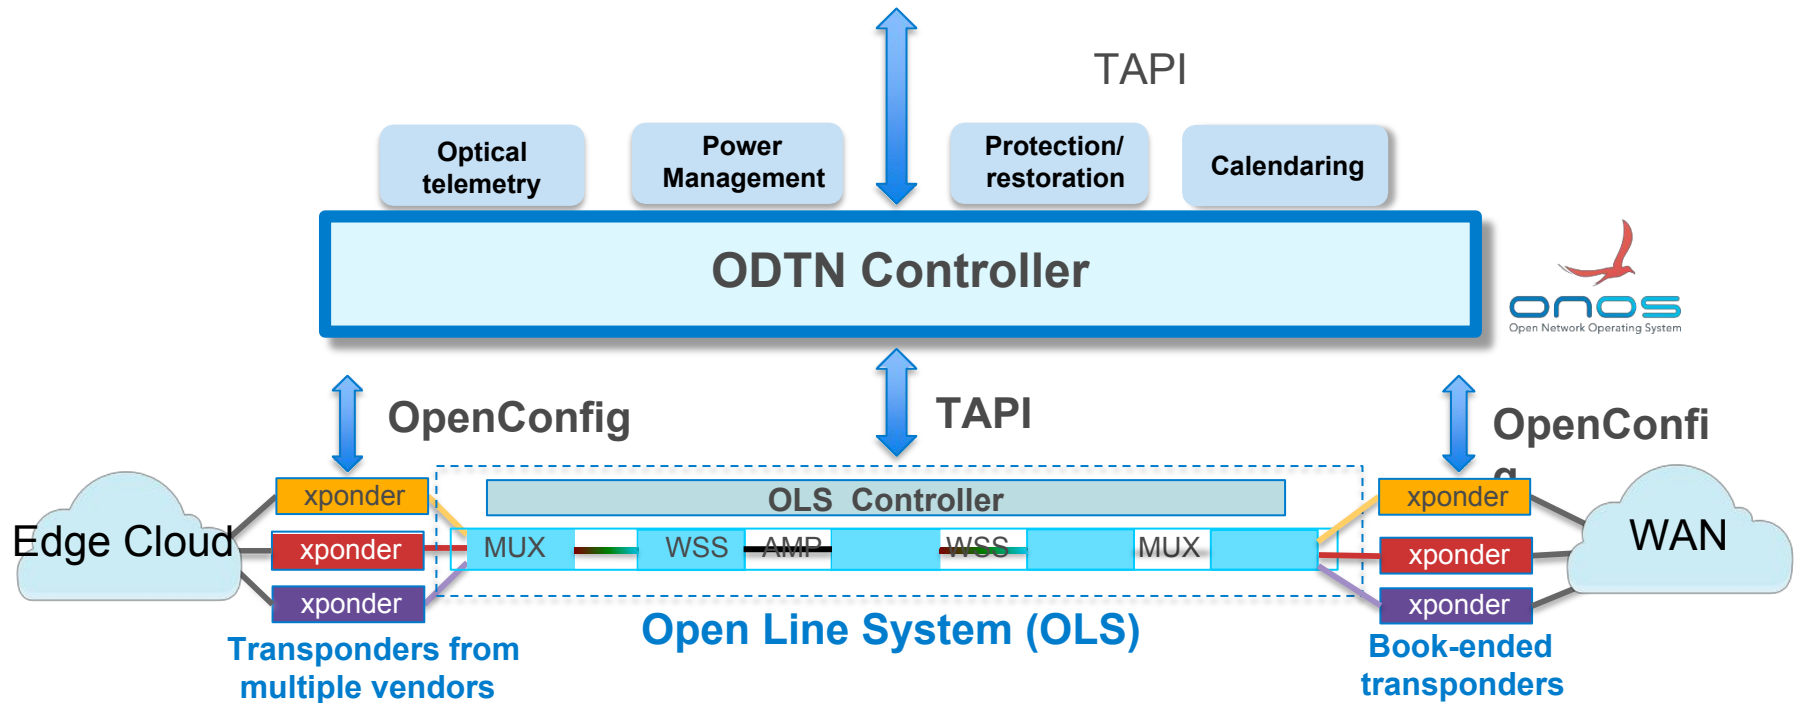 TAPI
Optical
telemetry
Power
Management
Protection/
restoration
Calendaring
ODTN Controller
onos
Open Network Operating System
OpenConfig
TAPI
OpenConfi
g
Edge Cloud
xponder
xponder
xponder
OLS Controller
MUX
WSS
AMP
WSS
MUX
xponder
xponder
xponder
WAN
Transponders from
multiple vendors
Open Line System (OLS)
Book-ended
transponders